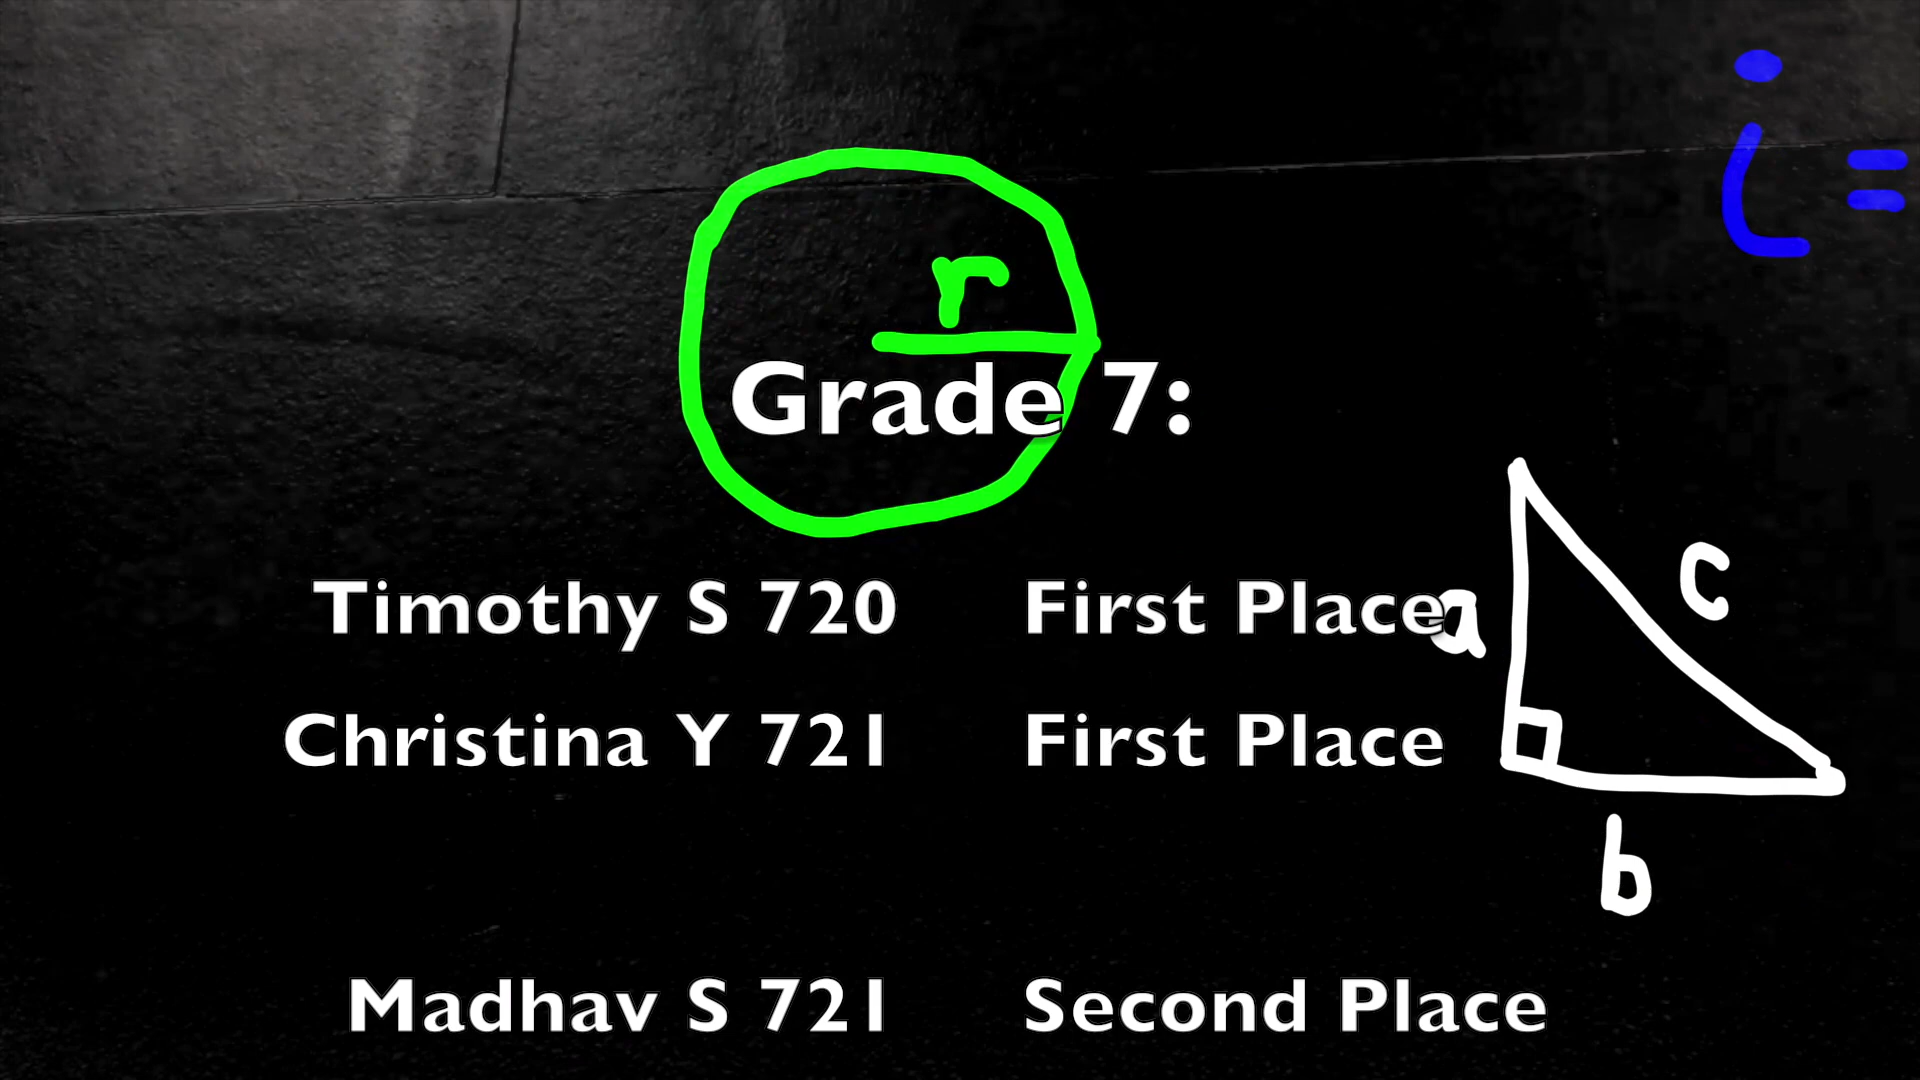 i =
r
Grade 7:
Timothy S 720 First Place
a
c
Christina Y 721 First Place
b
Madhav S 721 Second Place